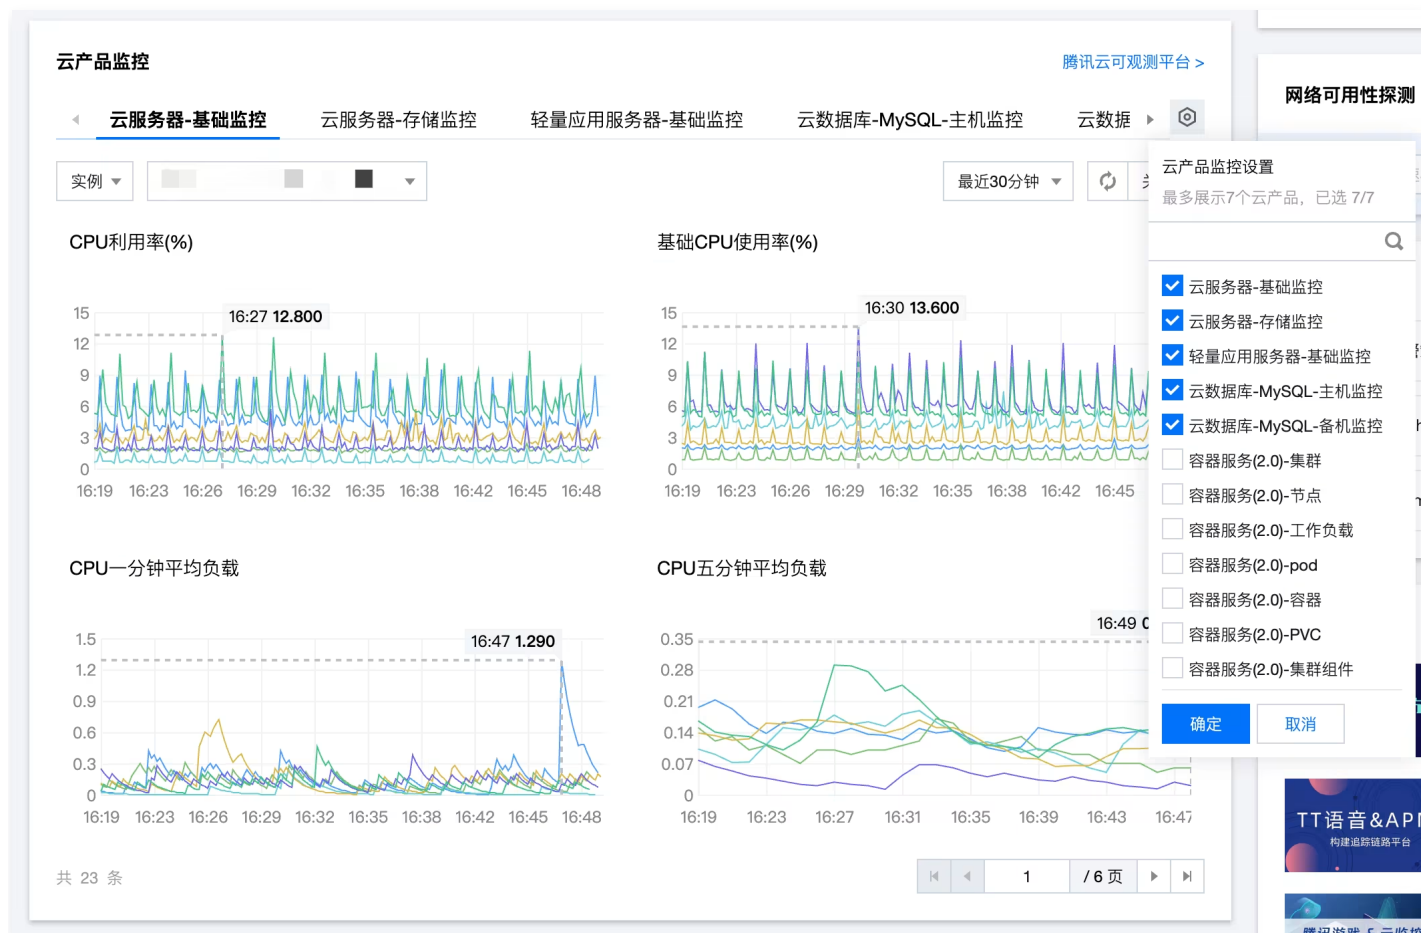 云产品监控
腾讯云可观测平台 >
云服务器-基础监控
云服务器-存储监控
轻量应用服务器-基础监控
云数据库-MySQL-主机监控
云数据
实例
最近30分钟
CPU利用率(%)
16:27 12.800
15
12
9
6
3
0
16:19 16:23 16:26 16:29 16:32 16:35 16:38 16:42 16:45 16:48
基础CPU使用率(%)
16:30 13.600
15
12
9
6
3
0
16:19 16:23 16:26 16:29 16:32 16:35 16:38 16:42 16:45
CPU一分钟平均负载
16:47 1.290
1.5
1.2
0.9
0.6
0.3
0
16:19 16:23 16:26 16:29 16:32 16:35 16:38 16:42 16:45 16:48
CPU五分钟平均负载
16:49
0.35
0.28
0.21
0.14
0.07
0
16:19 16:23 16:27 16:31 16:35 16:39 16:43 16:47
共 23 条
1
/ 6 页
云产品监控设置
最多展示7个云产品，已选 7/7
云服务器-基础监控
云服务器-存储监控
轻量应用服务器-基础监控
云数据库-MySQL-主机监控
云数据库-MySQL-备机监控
容器服务(2.0)-集群
容器服务(2.0)-节点
容器服务(2.0)-工作负载
容器服务(2.0)-pod
容器服务(2.0)-容器
容器服务(2.0)-PVC
容器服务(2.0)-集群组件
确定
取消
网络可用性探测
TT语音&AP
构建追踪链路平台